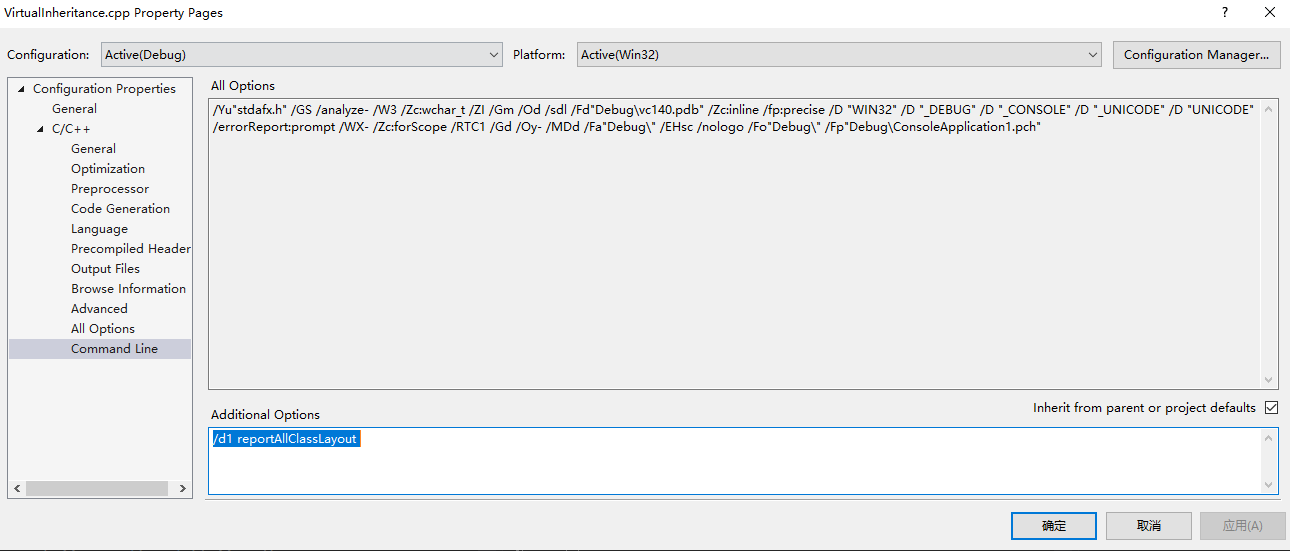 VirtualInheritance.cpp Property Pages
?
Configuration: Active(Debug) Platform: Active(Win32) Configuration Manager...
Configuration Properties
General
C/C++
General
Optimization
Preprocessor
Code Generation
Language
Precompiled Header
Output Files
Browse Information
Advanced
All Options
Command Line
All Options
/Yu"stdafx.h" /GS /analyze- /W3 /Zc:wchar_t /ZI /Gm /Od /sdl /Fd"Debug\vc140.pdb" /Zc:inline /fp:precise /D "WIN32" /D "_DEBUG" /D "_CONSOLE" /D "_UNICODE" /D "UNICODE"
/errorReport:prompt /WX- /Zc:forScope /RTC1 /Gd /Oy- /MDd /Fa"Debug\" /EHsc /nologo /Fo"Debug\" /Fp"Debug\ConsoleApplication1.pch"
Inherit from parent or project defaults
Additional Options
/d1 reportAllClassLayout
确定 取消 应用(A)